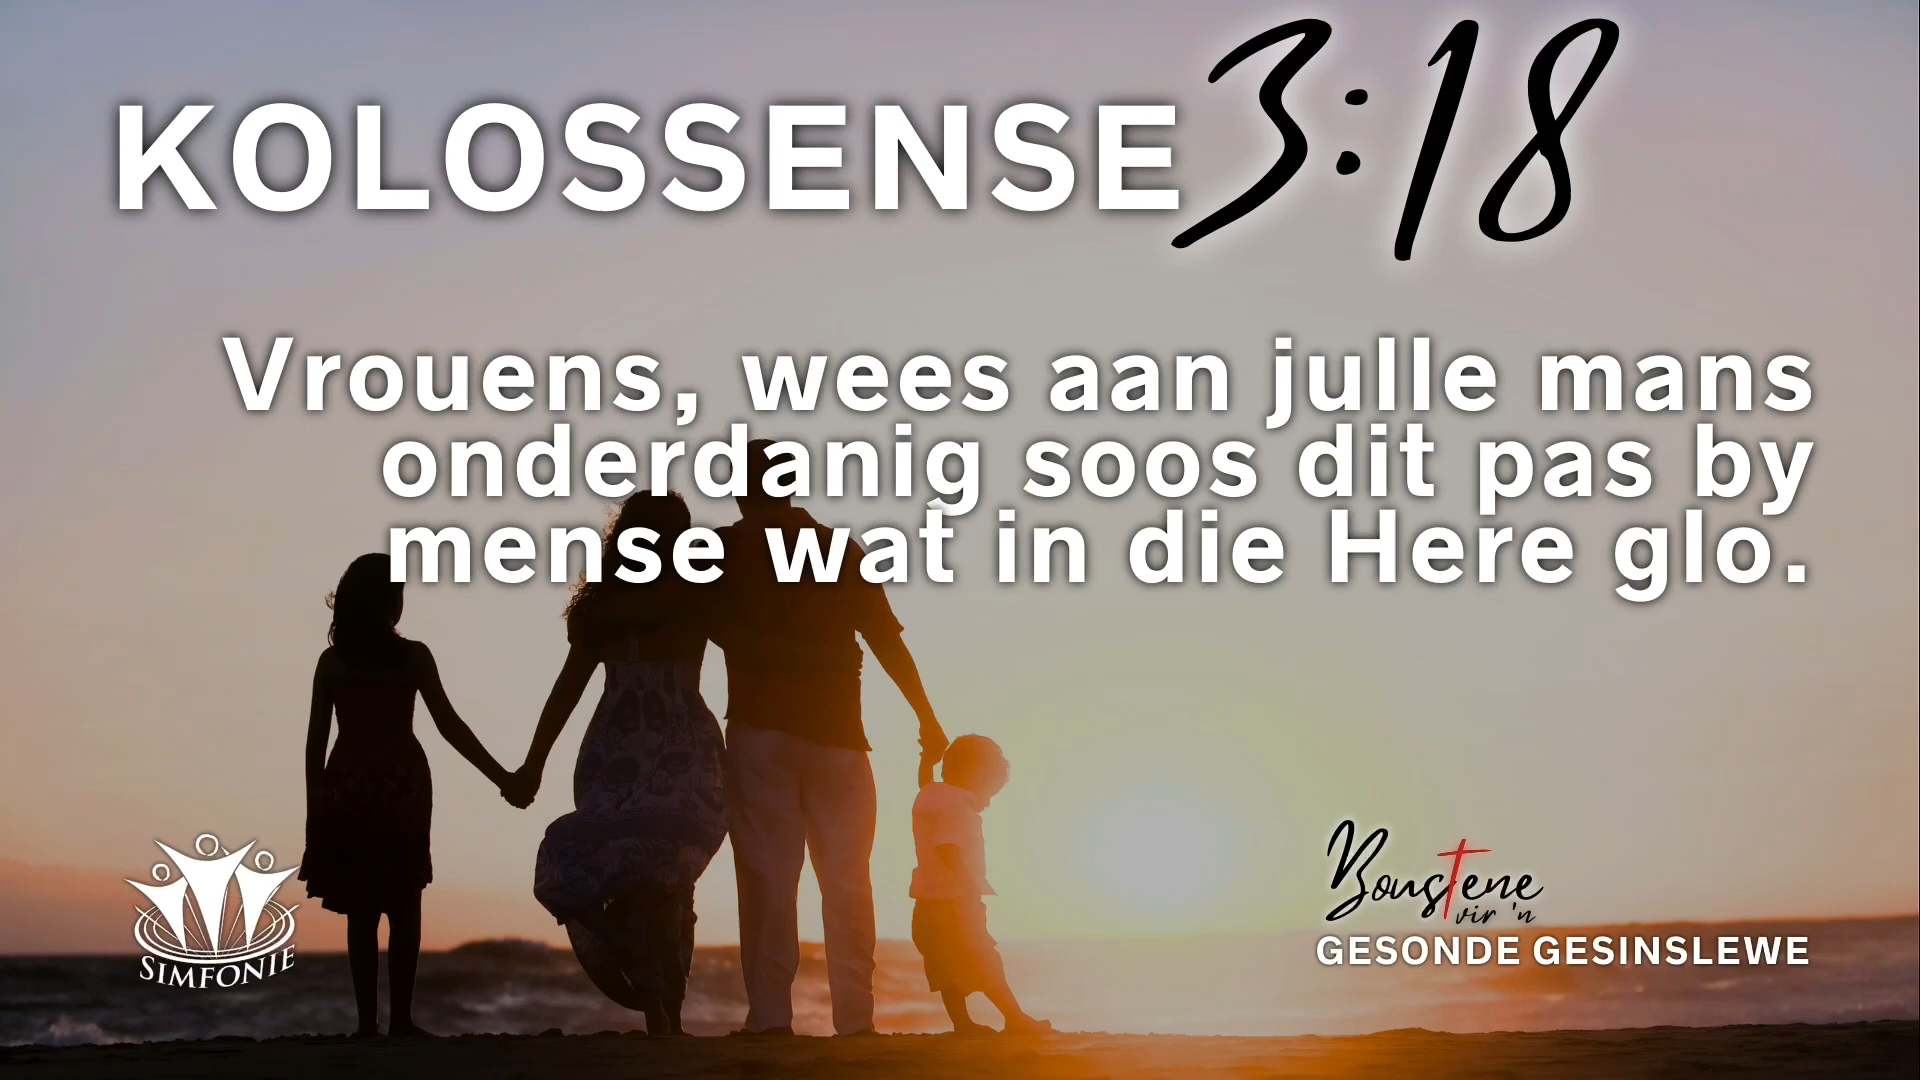 KOLOSSENSE 3:18
Vrouens, wees aan julle mans
onderdanig soos dit pas by
mense wat in die Here glo.
SIMFONIE
Boustene
vir 'n
GESONDE GESINSLEWE